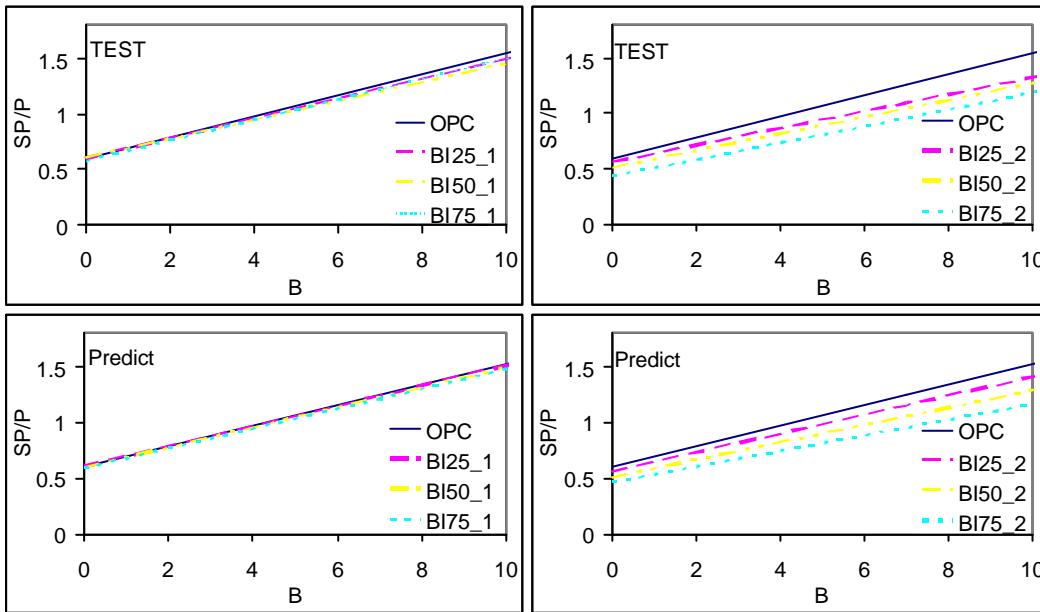 TEST
SP/P
1.5
1
0.5
0
0 2 4 6 8 10
B
OPC
BI25_1
BI50_1
BI75_1
TEST
SP/P
1.5
1
0.5
0
0 2 4 6 8 10
B
OPC
BI25_2
BI50_2
BI75_2
Predict
SP/P
1.5
1
0.5
0
0 2 4 6 8 10
B
OPC
BI25_1
BI50_1
BI75_1
Predict
SP/P
1.5
1
0.5
0
0 2 4 6 8 10
B
OPC
BI25_2
BI50_2
BI75_2